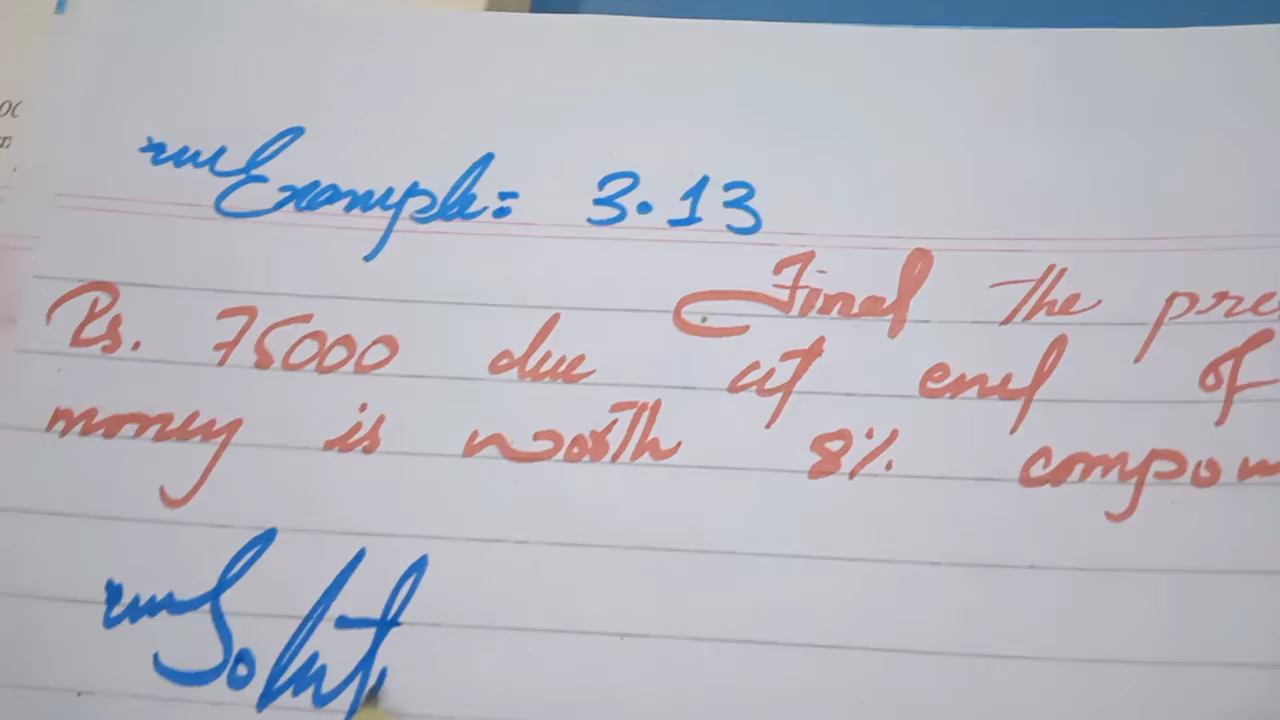 Example: 3.13
Find the pre
Rs. 75000 due at end of
money is worth 8% compou
Solut